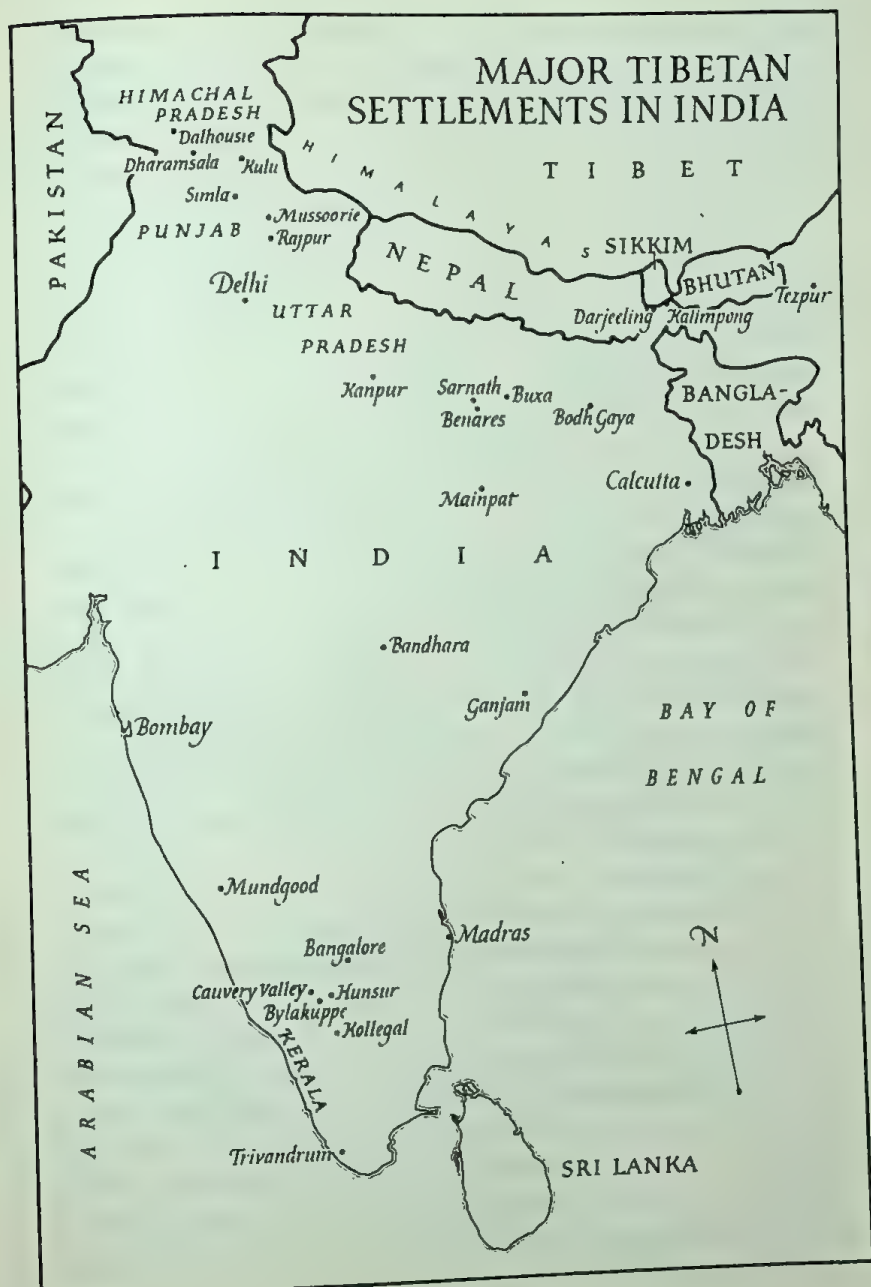 MAJOR TIBETAN
SETTLEMENTS IN INDIA
HIMACHAL
PRADESH
Dalhousie
Dharamsala
Kulu
Simla
PAKISTAN
PUNJAB
Mussoorie
Rajpur
HIMALAYAS
TIBET
Delhi
UTTAR
PRADESH
NEPAL
SIKKIM
BHUTAN
Tezpur
Darjeeling
Kalimpong
Kanpur
Sarnath
Buxa
Benares
Bodh Gaya
BANGLA-
DESH
Mainpat
Calcutta
INDIA
Bandhara
Ganjam
Bombay
BAY OF
BENGAL
ARABIAN SEA
Mundgood
Madras
N
Bangalore
Cauvery Valley
Hunsur
Bylakuppe
Kollegal
KERALA
Trivandrum
SRI LANKA